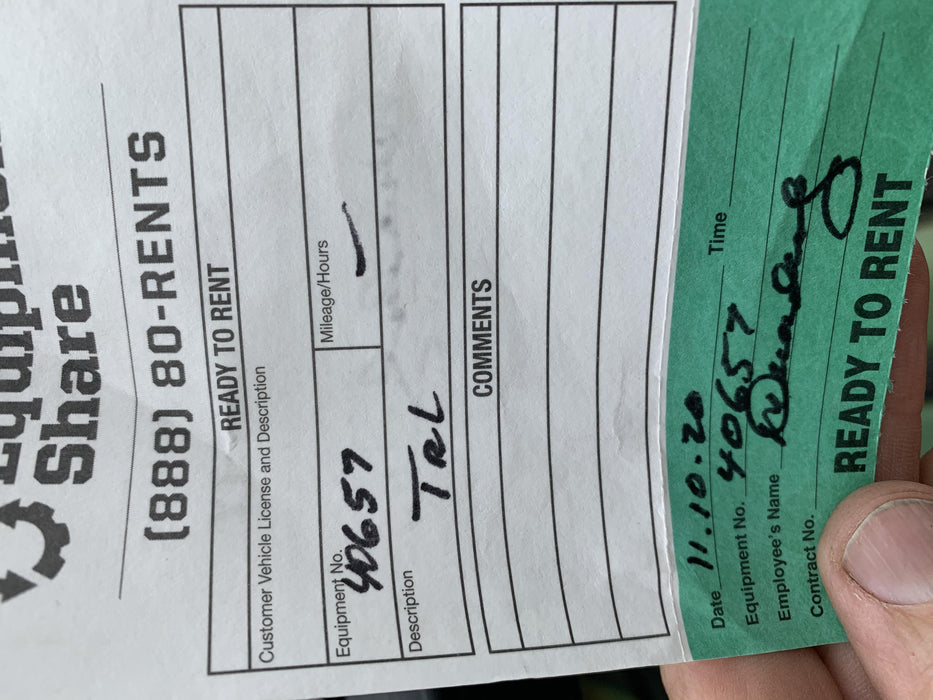 Equipment
Share
(888) 80-RENTS
READY TO RENT
Customer Vehicle License and Description
Equipment No. Mileage/Hours
40657 —
Description
TRL
COMMENTS
Date 11.10.20 Time
Equipment No. 40657
Employee's Name
Contract No.
READY TO RENT